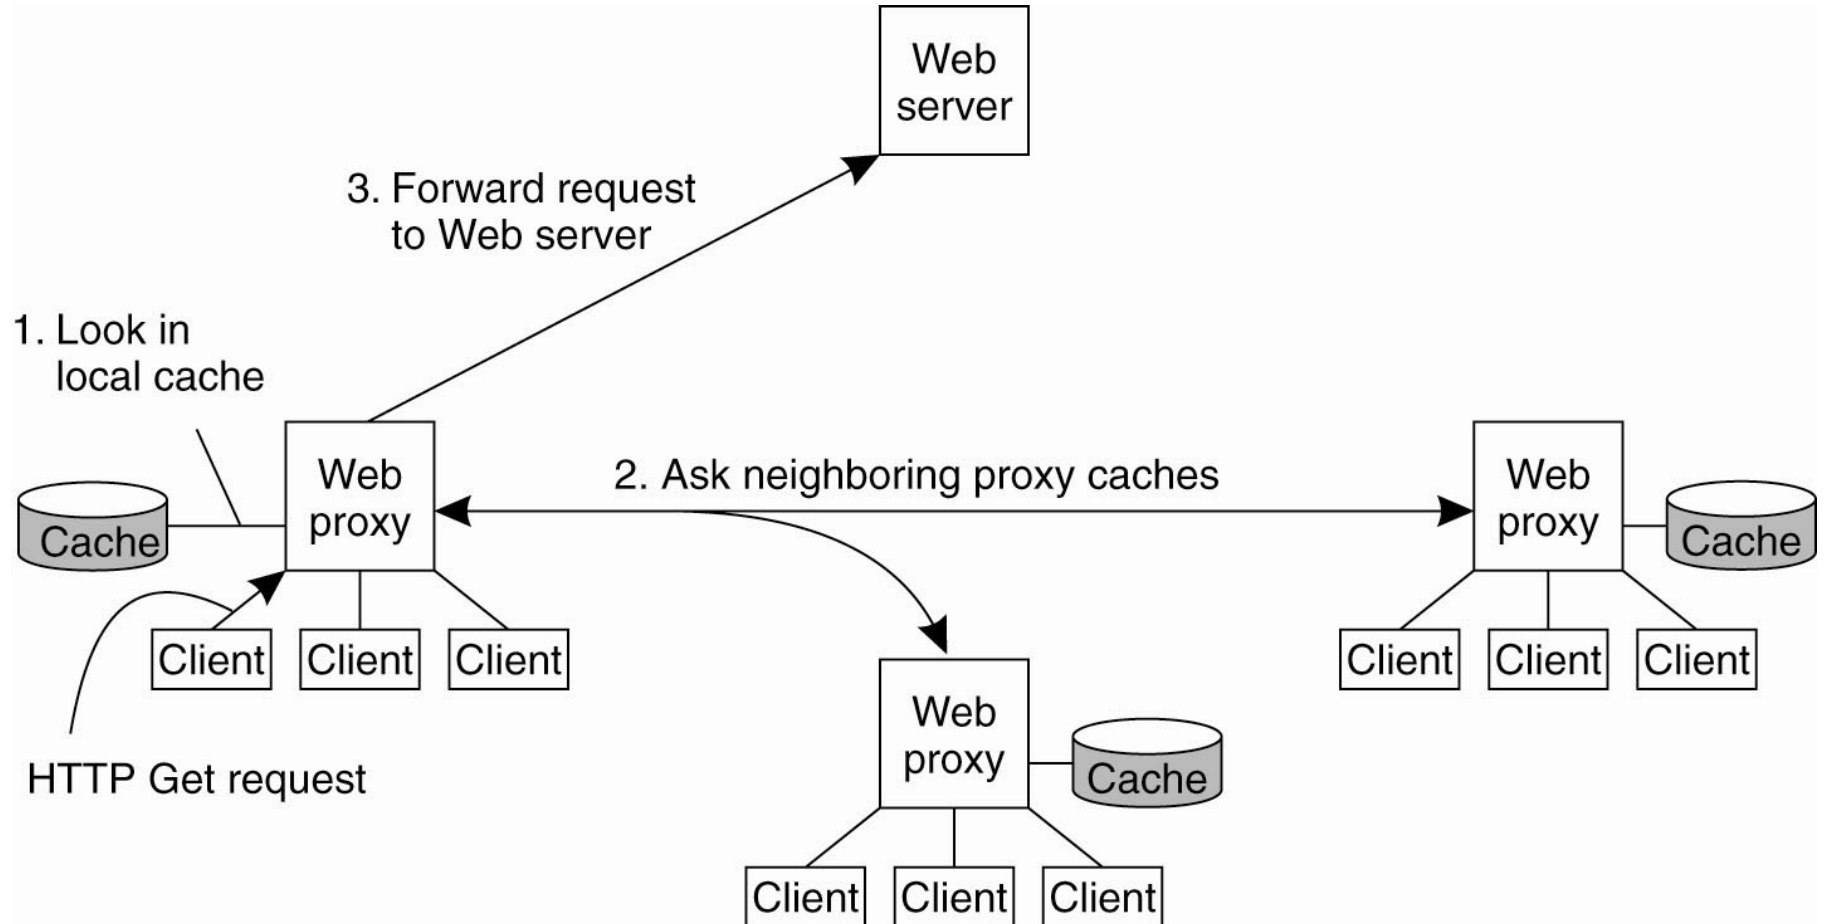 Web
server
3. Forward request
to Web server
1. Look in
local cache
Web
proxy
2. Ask neighboring proxy caches
Web
proxy
Cache
Cache
Client
Client
Client
Client
Client
Client
Web
proxy
Cache
HTTP Get request
Client
Client
Client